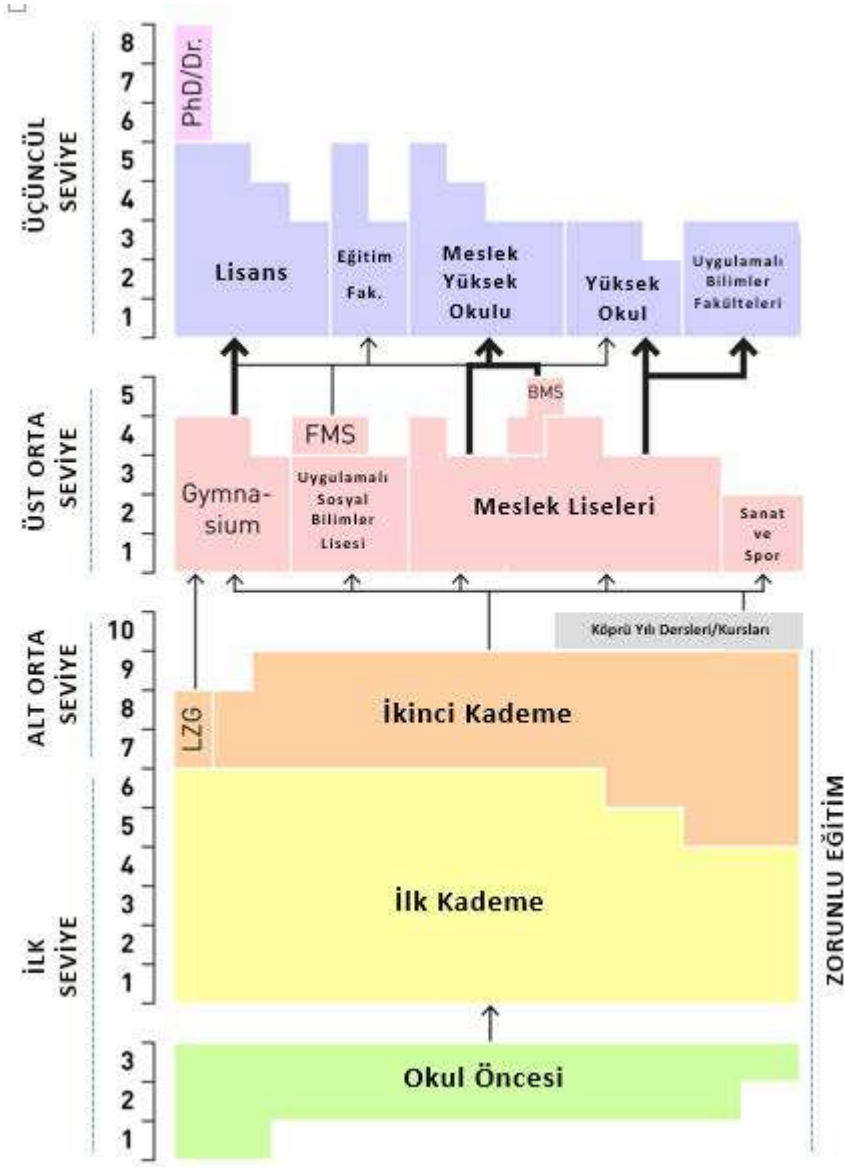 8
7
6
5
4
3
2
1
ÜÇÜNCÜL
SEVİYE
PhD/Dr.
Lisans
Eğitim
Fak.
Meslek
Yüksek
Okulu
Yüksek
Okul
Uygulamalı
Bilimler
Fakülteleri
5
4
3
2
1
ÜST ORTA
SEVİYE
Gymna-
sium
FMS
Uygulamalı
Sosyal
Bilimler
Lisesi
BMS
Meslek Liseleri
Sanat
ve
Spor
10
9
8
7
ALT ORTA
SEVİYE
Köprü Yılı Dersleri/Kursları
LZG
İkinci Kademe
6
5
4
3
2
1
İLK
SEVİYE
İlk Kademe
ZORUNLU EĞİTİM
3
2
1
Okul Öncesi